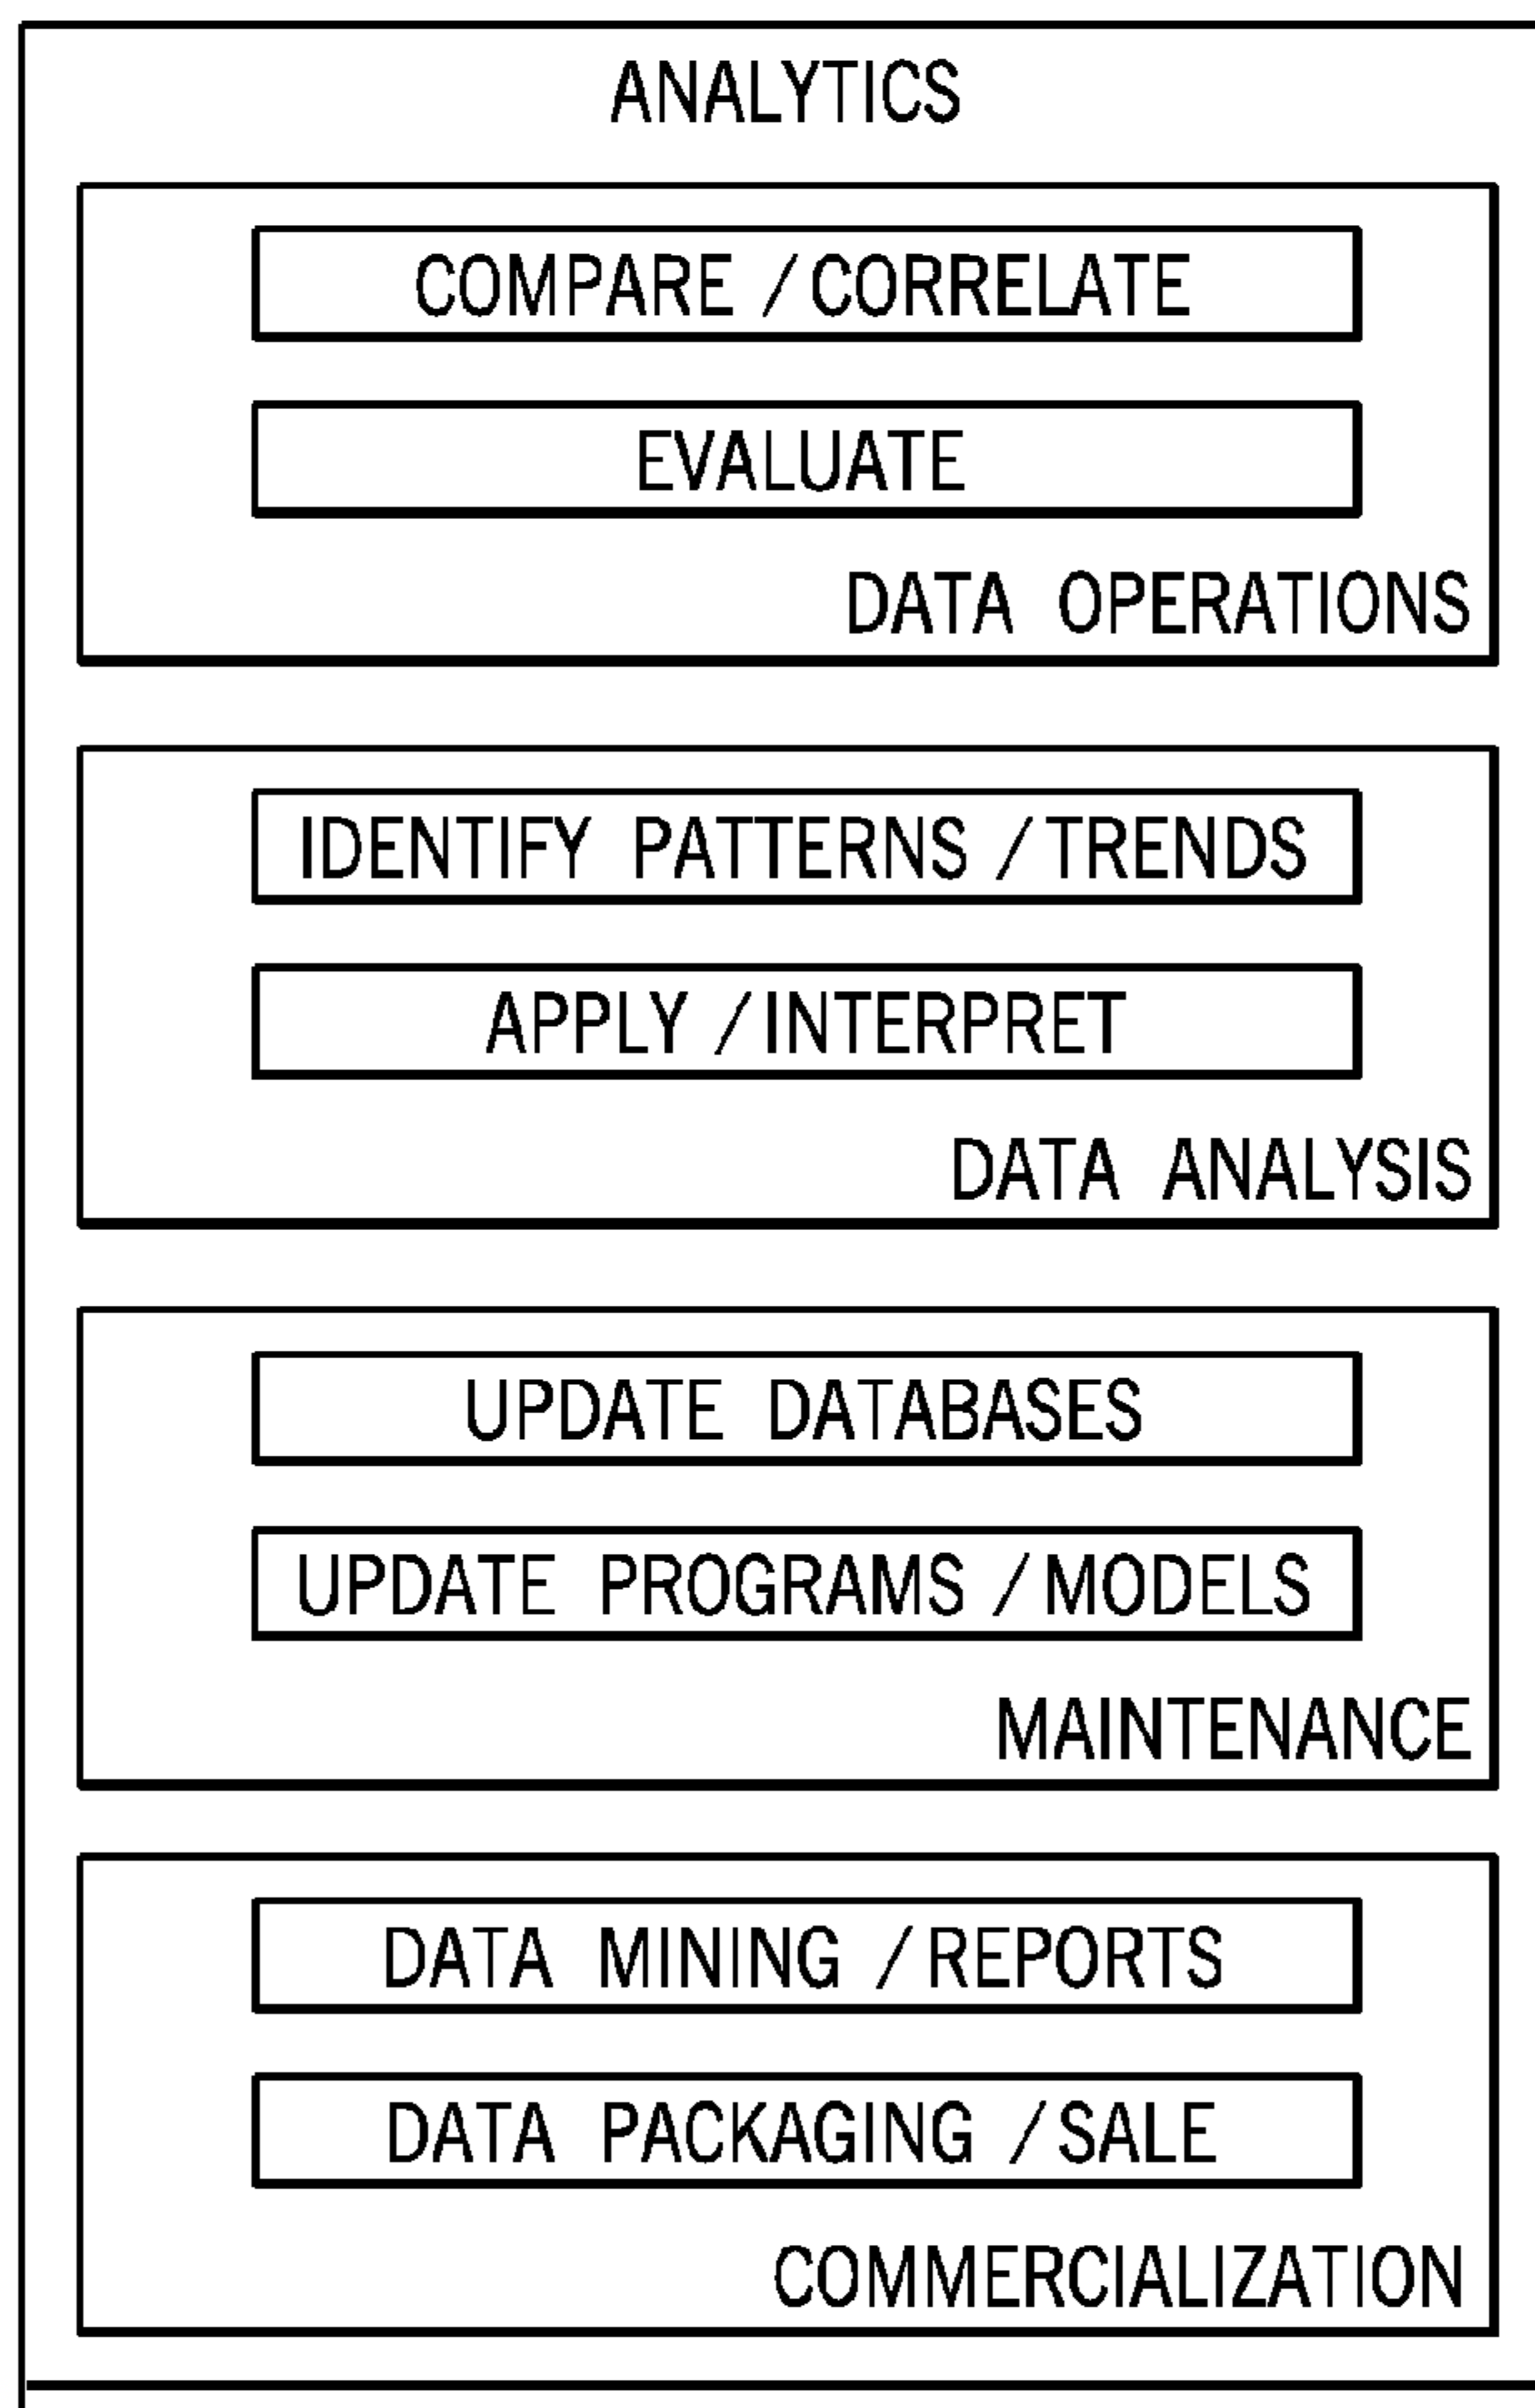 ANALYTICS
COMPARE /CORRELATE
EVALUATE
DATA OPERATIONS
IDENTIFY PATTERNS /TRENDS
APPLY /INTERPRET
DATA ANALYSIS
UPDATE DATABASES
UPDATE PROGRAMS /MODELS
MAINTENANCE
DATA MINING /REPORTS
DATA PACKAGING /SALE
COMMERCIALIZATION